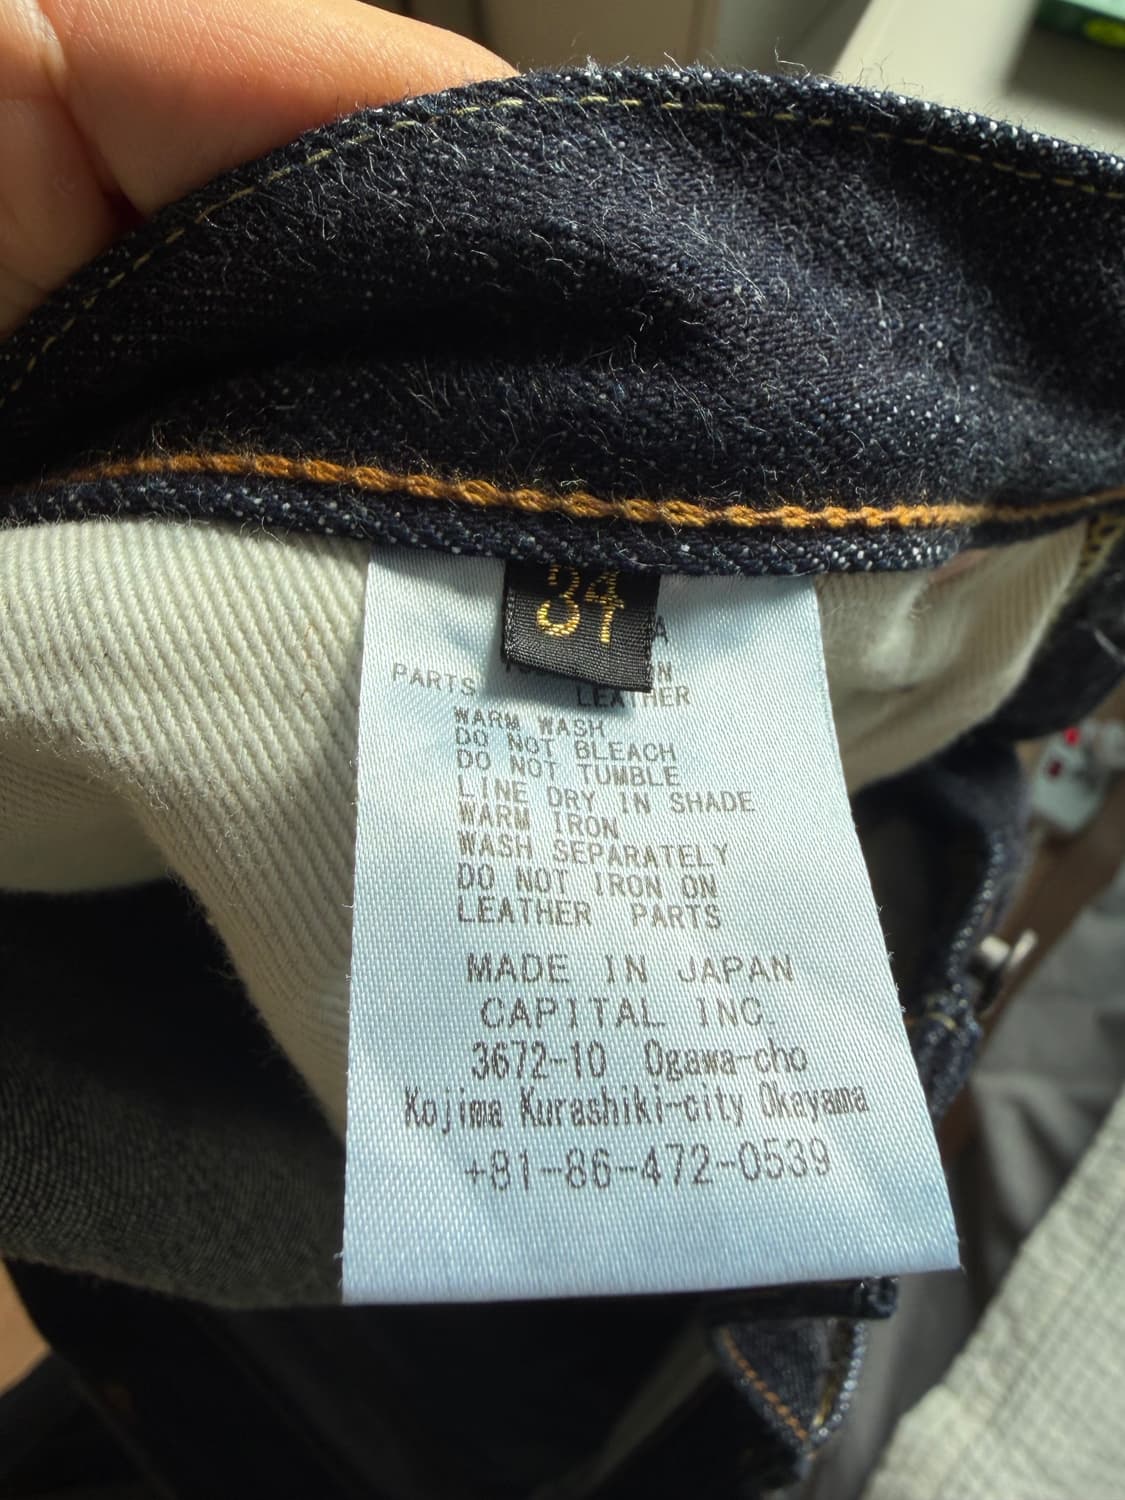 34
PARTS
LEATHER
WARM WASH
DO NOT BLEACH
DO NOT TUMBLE
LINE DRY IN SHADE
WARM IRON
WASH SEPARATELY
DO NOT IRON ON
LEATHER PARTS
MADE IN JAPAN
CAPITAL INC.
3672-10 Ogawa-cho
Kojima Kurashiki-city Okayama
+81-86-472-0539